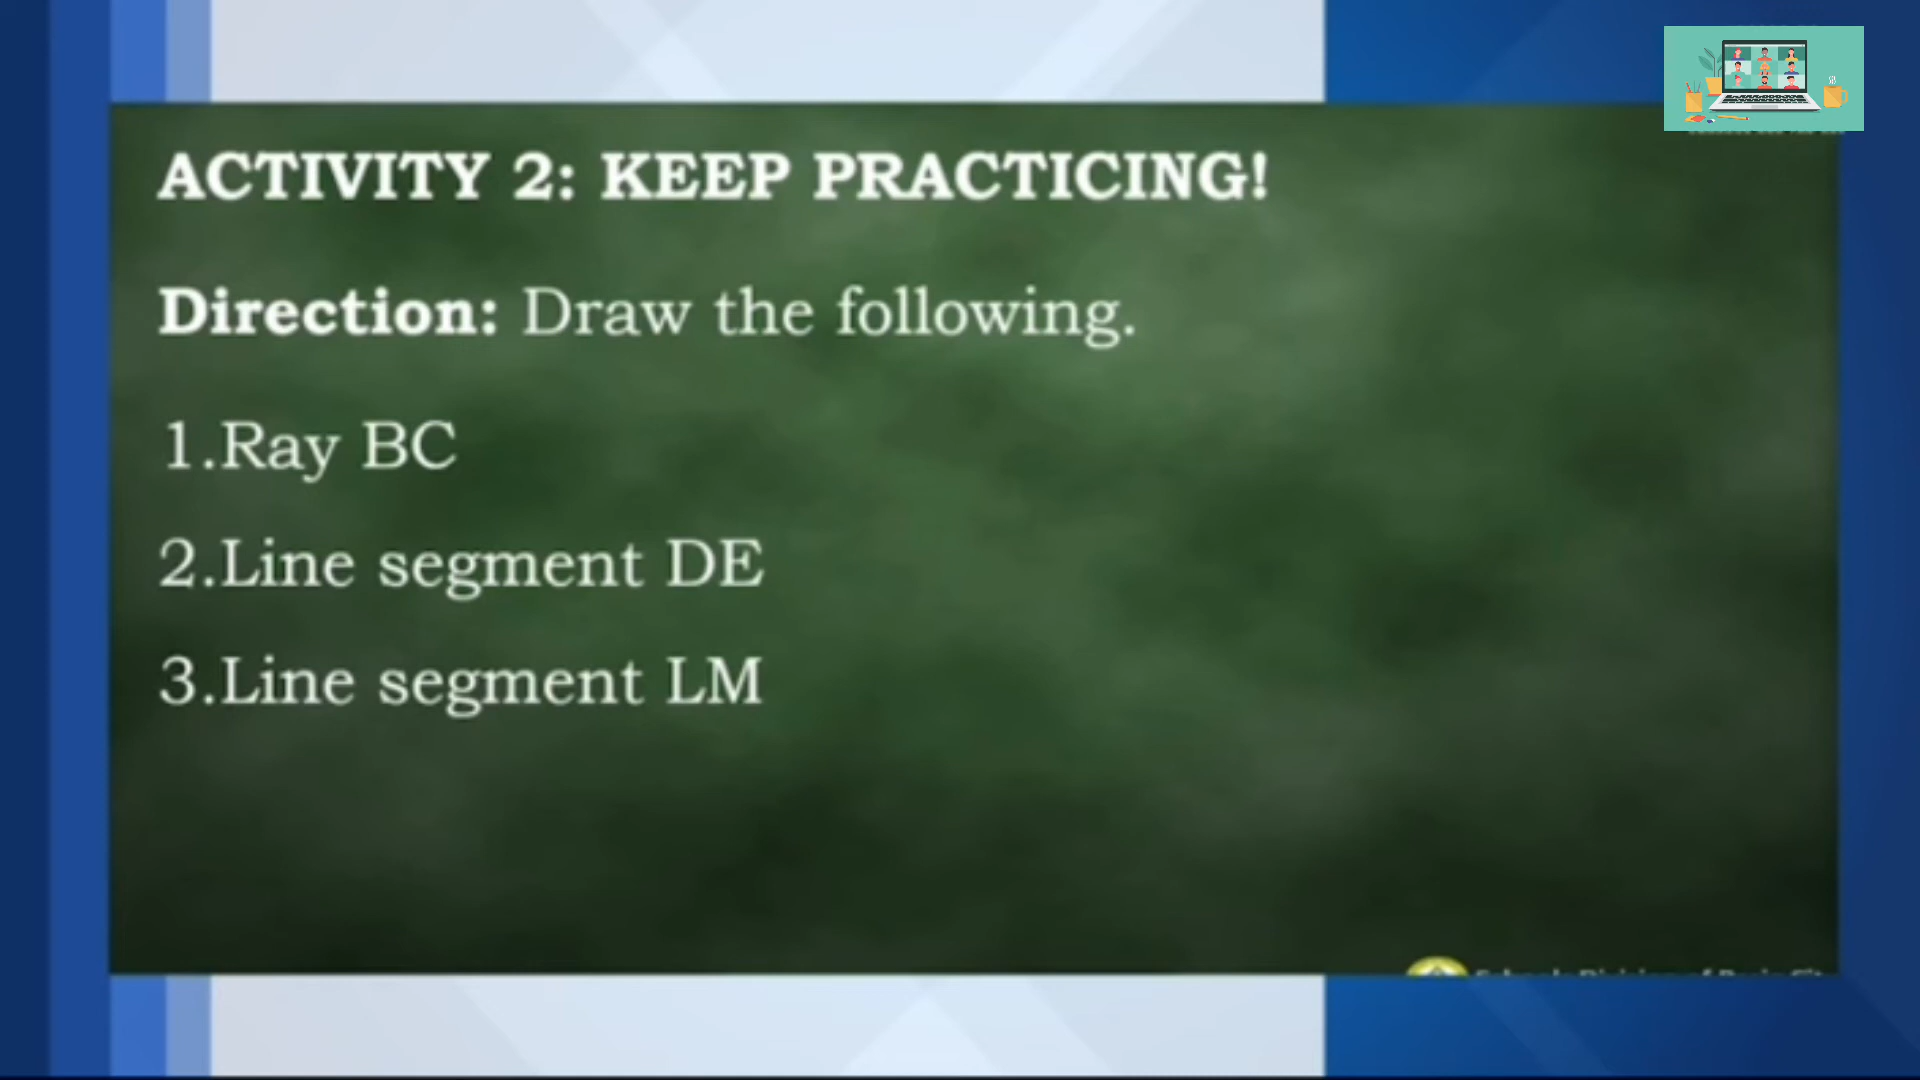 ACTIVITY 2: KEEP PRACTICING!
Direction: Draw the following.
1.Ray BC
2.Line segment DE
3.Line segment LM